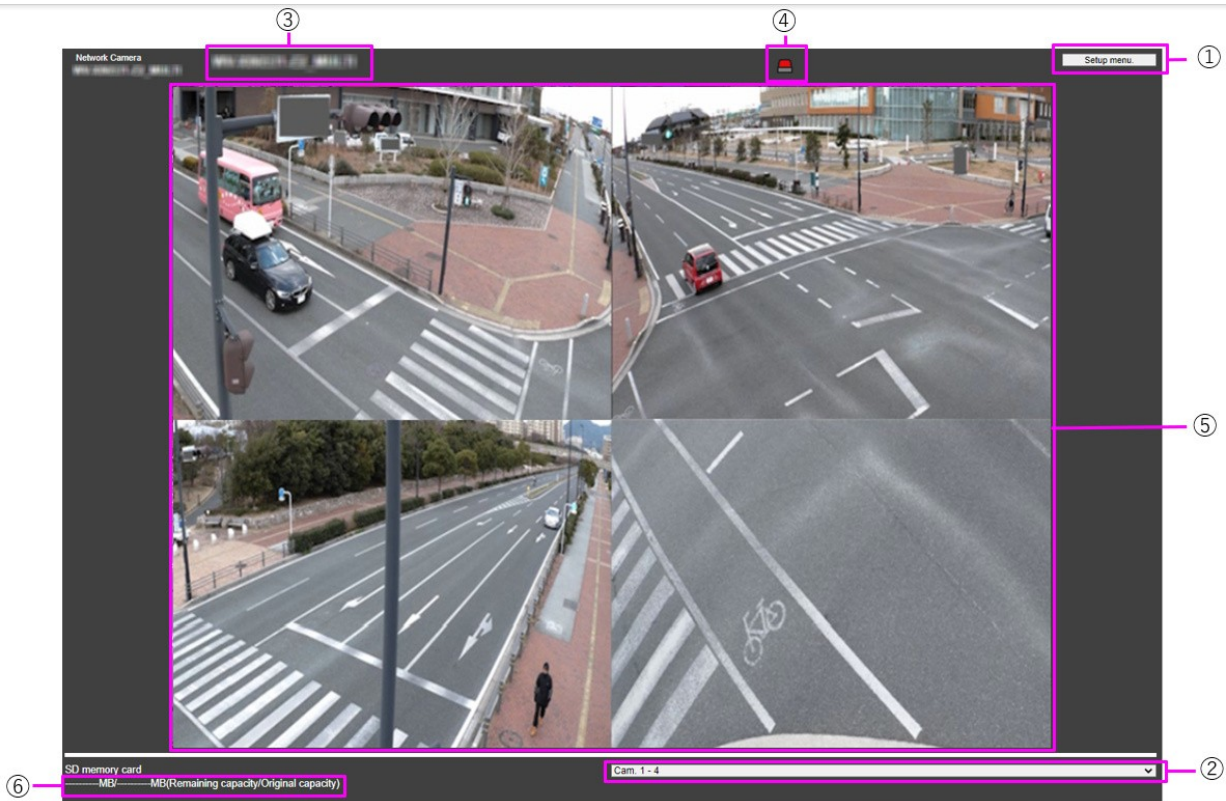 ③
④
Network Camera
Setup menu.
①
⑤
SD memory card
Cam. 1 - 4
②
⑥
----------MB/----------MB(Remaining capacity/Original capacity)